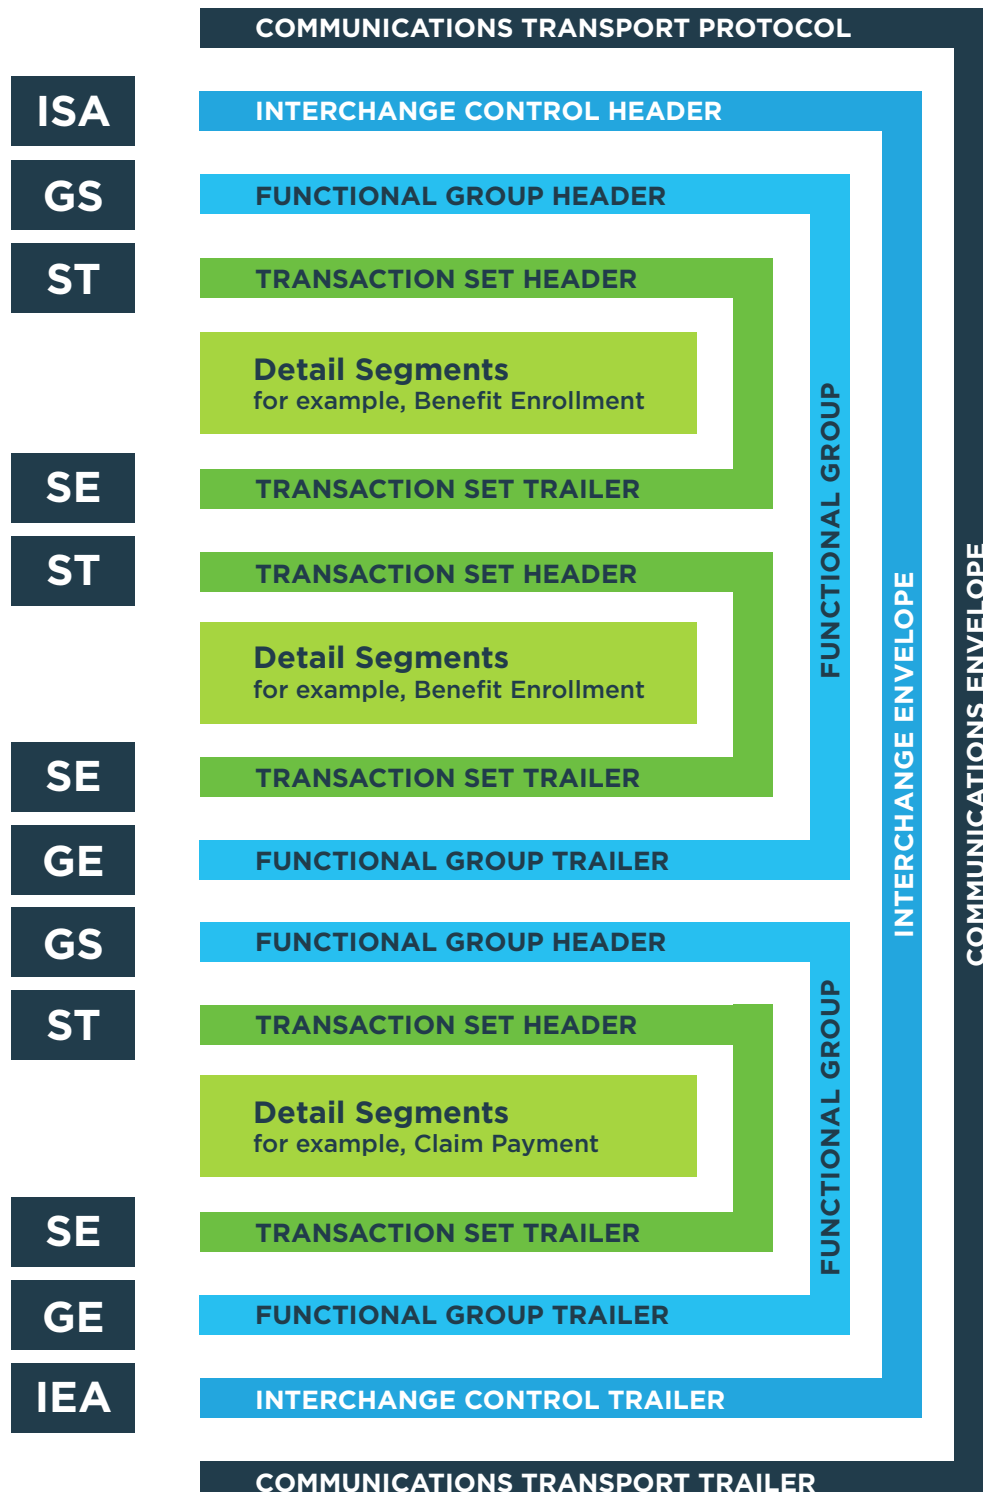 COMMUNICATIONS TRANSPORT PROTOCOL
ISA
INTERCHANGE CONTROL HEADER
GS
FUNCTIONAL GROUP HEADER
ST
TRANSACTION SET HEADER
Detail Segments
for example, Benefit Enrollment
SE
TRANSACTION SET TRAILER
ST
TRANSACTION SET HEADER
Detail Segments
for example, Benefit Enrollment
SE
TRANSACTION SET TRAILER
GE
FUNCTIONAL GROUP TRAILER
FUNCTIONAL GROUP
GS
FUNCTIONAL GROUP HEADER
ST
TRANSACTION SET HEADER
Detail Segments
for example, Claim Payment
SE
TRANSACTION SET TRAILER
GE
FUNCTIONAL GROUP TRAILER
FUNCTIONAL GROUP
IEA
INTERCHANGE CONTROL TRAILER
INTERCHANGE ENVELOPE
COMMUNICATIONS TRANSPORT TRAILER
COMMUNICATIONS ENVELOPE